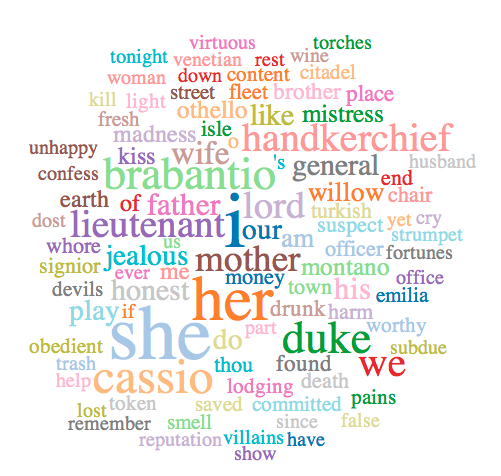 virtuous torches
tonight venetian rest wine
woman down content citadel
kill light street fleet brother place
fresh othello like mistress
madness isle o handkerchief
unhappy kiss wife general husband
confess brabantio 's end
earth of father lord willow chair
dost lieutenant i our turkish suspect yet cry
whore us am officer strumpet
signior jealous mother montano fortunes
ever me money town office
devils honest her his emilia
play if she do part drunk harm worthy
obedient duke we subdue
trash thou found
help cassio lodging death pains
lost token saved committed false
remember smell since
reputation villains have
show